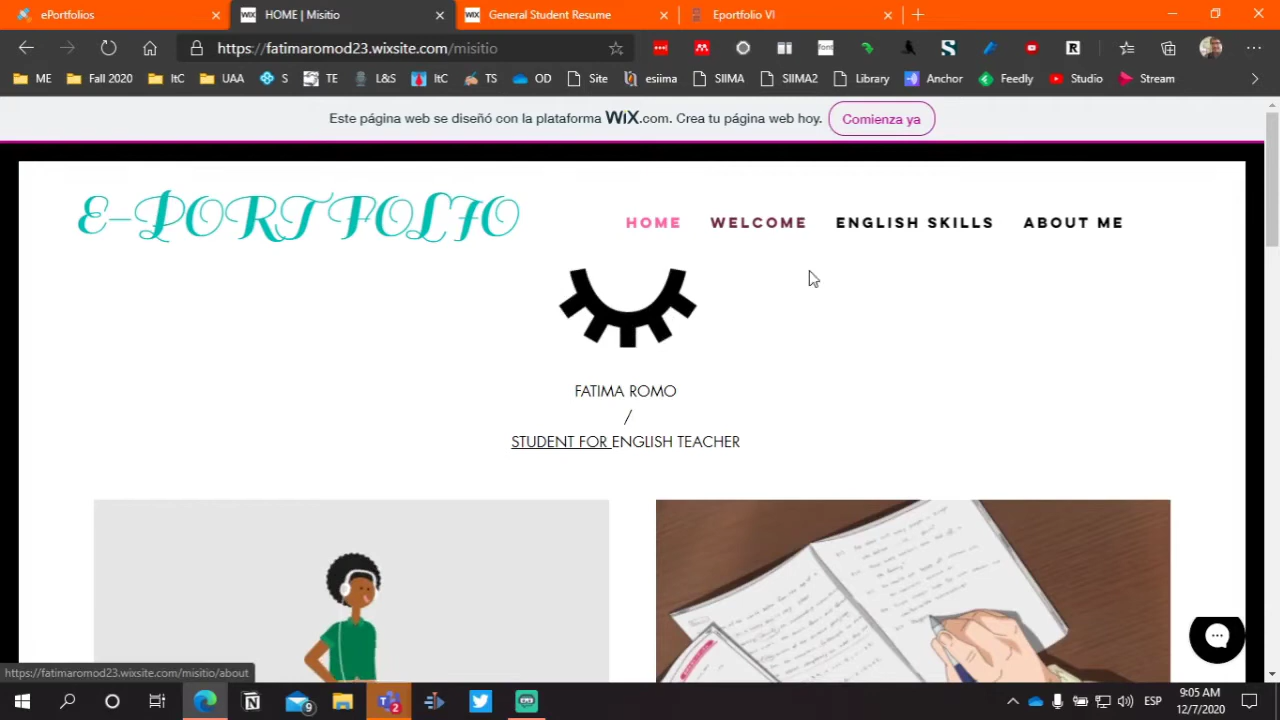 ePortfolios
HOME | Misitio
General Student Resume
Eportfolio VI
https://fatimaromod23.wixsite.com/misitio
ME
Fall 2020
ItC
UAA
S
TE
L&S
ItC
TS
OD
Site
esiima
SIIMA
SIIMA2
Library
Anchor
Feedly
Studio
Stream
Este página web se diseñó con la plataforma WiX.com. Crea tu página web hoy.
Comienza ya
E-PORTFOLIO
HOME
WELCOME
ENGLISH SKILLS
ABOUT ME
FATIMA ROMO
/
STUDENT FOR ENGLISH TEACHER
https://fatimaromod23.wixsite.com/misitio/about
9
2
ESP
9:05 AM
12/7/2020